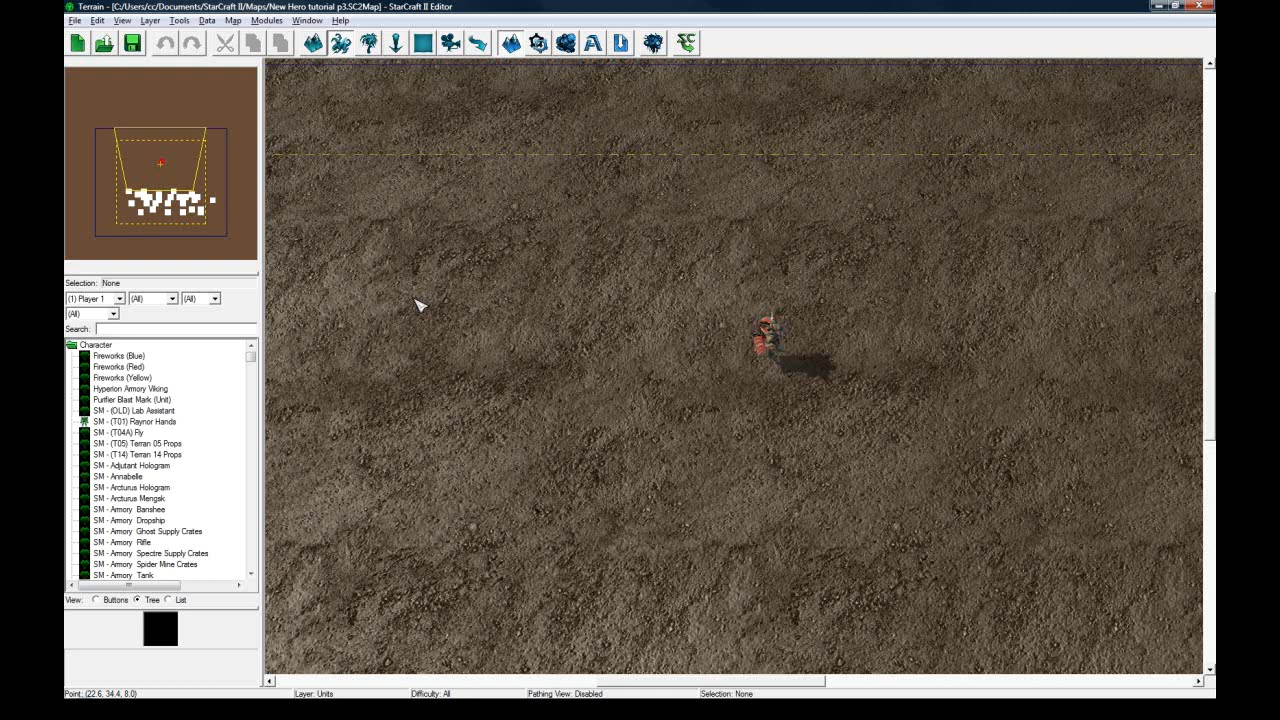 Terrain - [C:/Users/cc/Documents/StarCraft II/Maps/New Hero tutorial p3.SC2Map] - StarCraft II Editor
File Edit View Layer Tools Data Map Modules Window Help
Selection: None
(1) Player 1 (All) (All)
(All)
Search:
Character
Fireworks (Blue)
Fireworks (Red)
Fireworks (Yellow)
Hyperion Armory Viking
Purifier Blast Mark (Unit)
SM - (OLD) Lab Assistant
SM - (T01) Raynor Hands
SM - (T04A) Fly
SM - (T05) Terran 05 Props
SM - (T14) Terran 14 Props
SM - Adjutant Hologram
SM - Annabelle
SM - Arcturus Hologram
SM - Arcturus Mengsk
SM - Armory Banshee
SM - Armory Dropship
SM - Armory Ghost Supply Crates
SM - Armory Rifle
SM - Armory Spectre Supply Crates
SM - Armory Spider Mine Crates
SM - Armory Tank
View: Buttons Tree List
Point: (22.6, 34.4, 8.0) Layer: Units Difficulty: All Pathing View: Disabled Selection: None